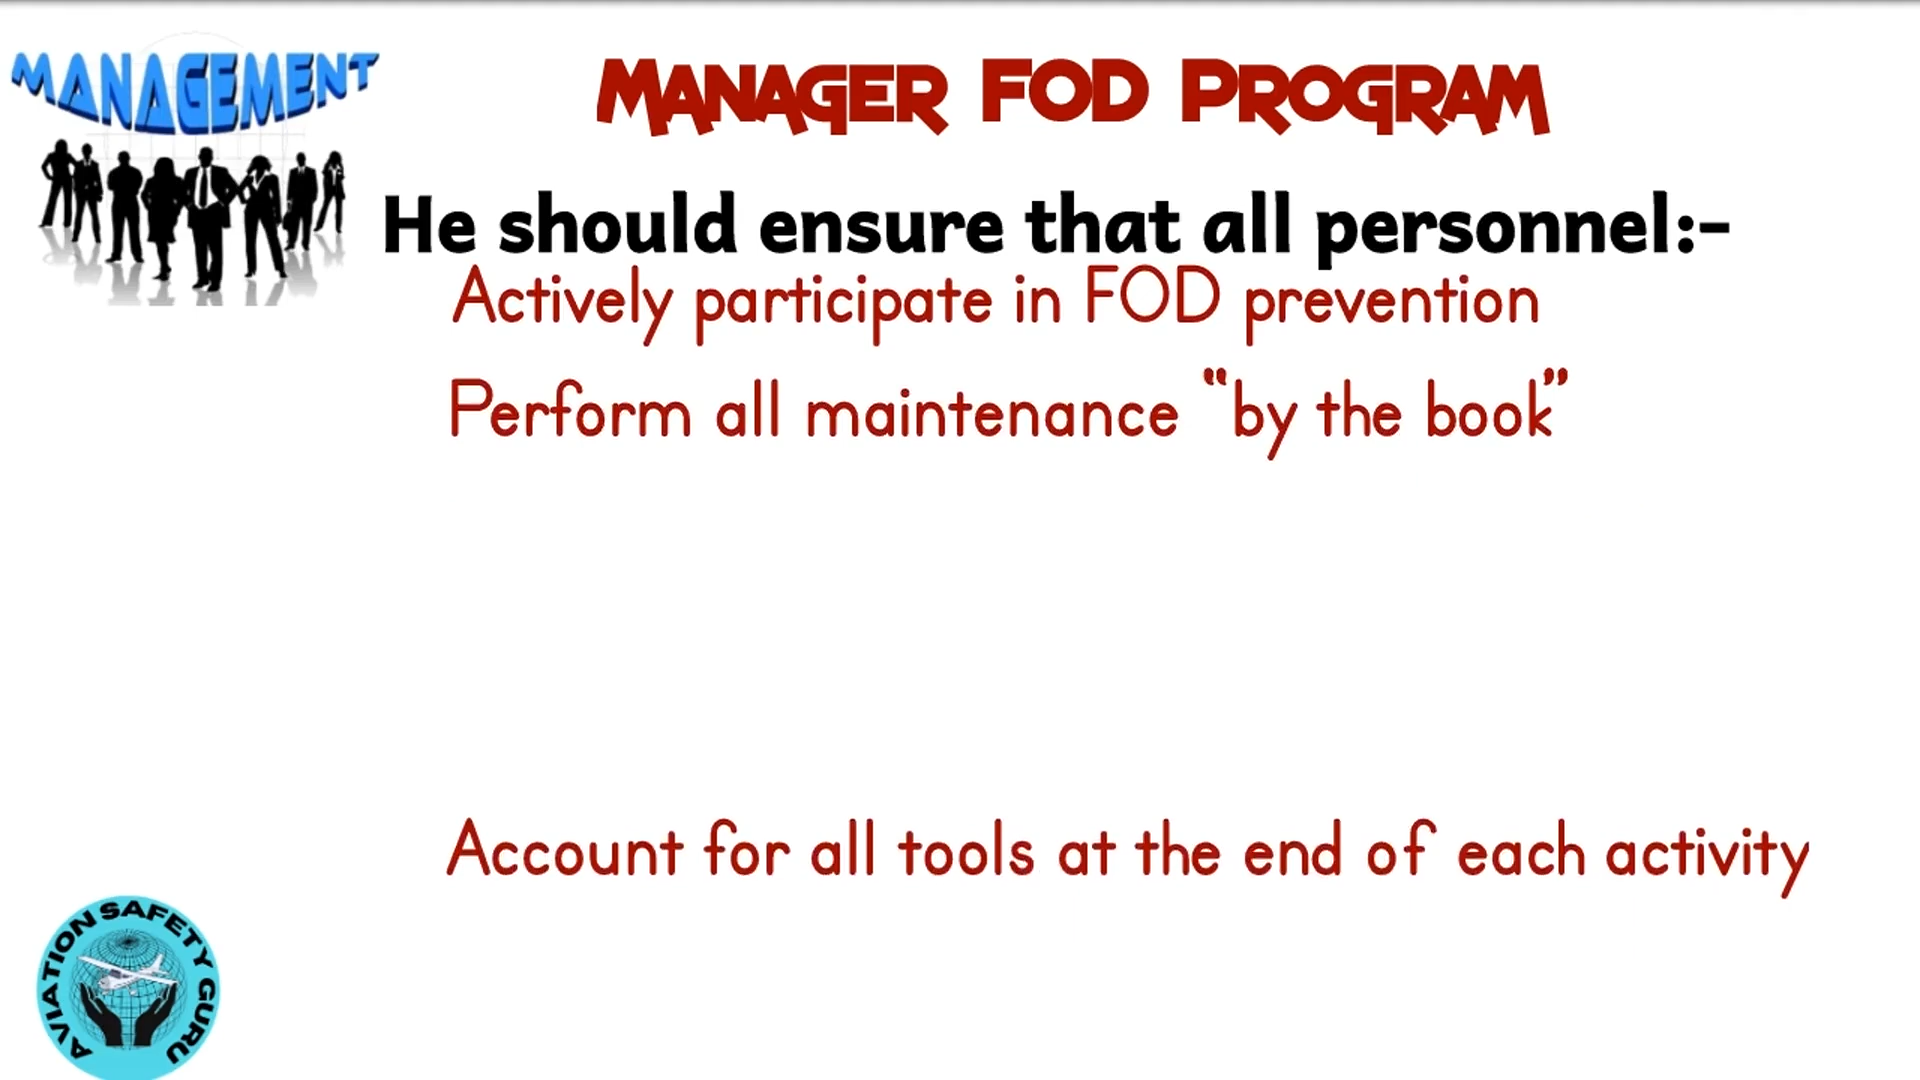 MANAGEMENT
MANAGER FOD PROGRAM
He should ensure that all personnel:-
Actively participate in FOD prevention
Perform all maintenance “by the book”
Account for all tools at the end of each activity
AVIATION SAFETY GURU